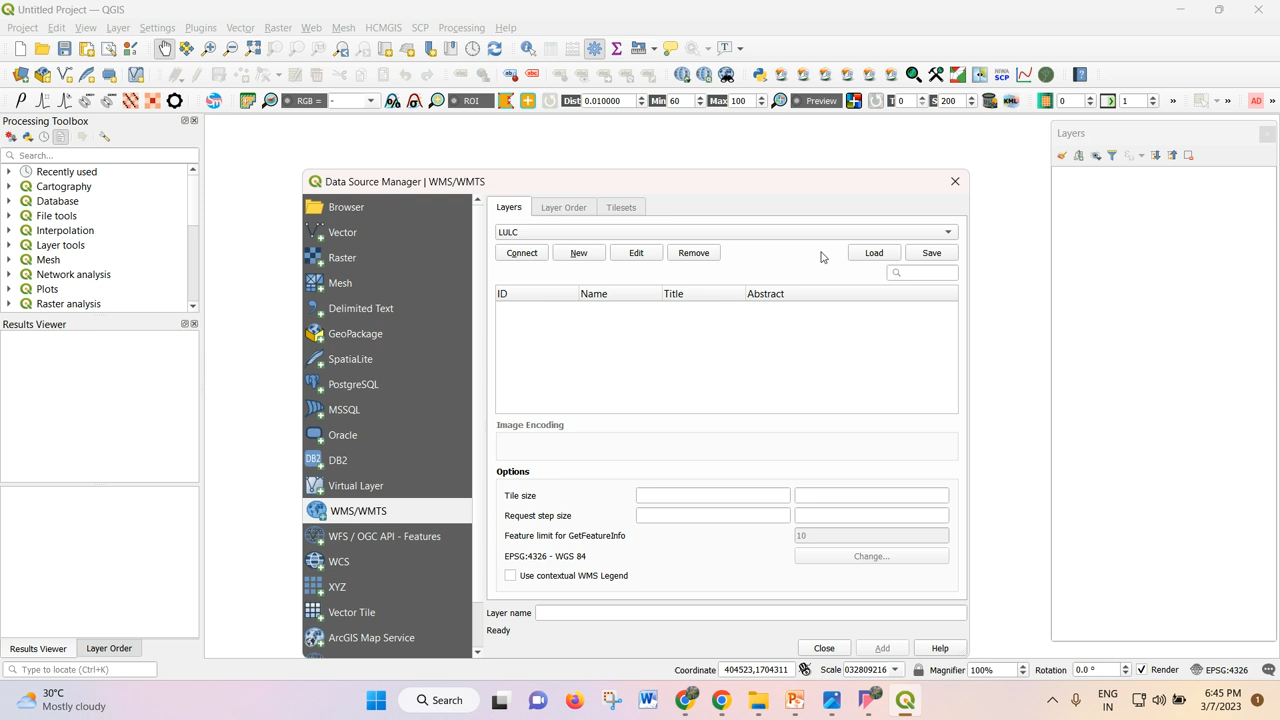 Untitled Project — QGIS
Project Edit View Layer Settings Plugins Vector Raster Web Mesh HCMGIS SCP Processing Help
RGB = - ROI Dist 0.010000 Min 60 Max 100 Preview T 0 S 200 KML 0 1 AD
Processing Toolbox
Search...
Recently used
Cartography
Database
File tools
Interpolation
Layer tools
Mesh
Network analysis
Plots
Raster analysis
Results Viewer
Results Viewer Layer Order
Type to locate (Ctrl+K)
Data Source Manager | WMS/WMTS
Browser
Vector
Raster
Mesh
Delimited Text
GeoPackage
SpatiaLite
PostgreSQL
MSSQL
Oracle
DB2
Virtual Layer
WMS/WMTS
WFS / OGC API - Features
WCS
XYZ
Vector Tile
ArcGIS Map Service
Layers Layer Order Tilesets
LULC
Connect New Edit Remove Load Save
ID Name Title Abstract
Image Encoding
Options
Tile size
Request step size
Feature limit for GetFeatureInfo 10
EPSG:4326 - WGS 84 Change...
Use contextual WMS Legend
Layer name
Ready
Close Add Help
Layers
Coordinate 404523,1704311 Scale 032809216 Magnifier 100% Rotation 0.0 ° Render EPSG:4326
30°C
Mostly cloudy
Search
ENG
IN
6:45 PM
3/7/2023
1